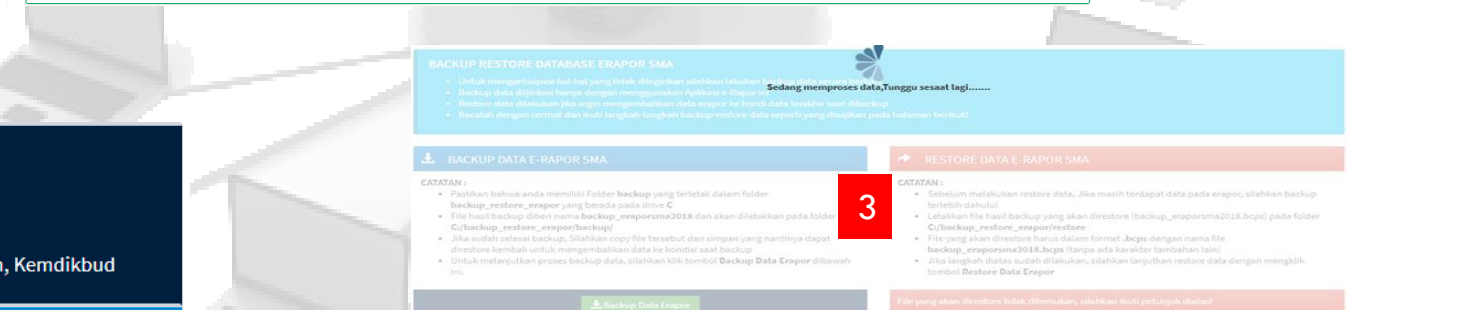 BACKUP RESTORE DATABASE ERAPOR SMA
Untuk mengantisipasi hal-hal yang tidak diinginkan silahkan lakukan backup data secara
Sedang memproses data,Tunggu sesaat lagi.......
Backup data diijinkan hanya dengan menggunakan Aplikasi e-Rapor
Restore data dilakukan jika ingin mengembalikan data erapor ke kondi data terakhir saat dibackup
Bacalah dengan cermat dan ikuti langkah-langkah backup-restore data seperti yang disajikan pada halaman berikut!
BACKUP DATA E-RAPOR SMA
CATATAN :
Pastikan bahwa anda memiliki Folder backup yang terletak dalam folder
backup_restore_erapor yang berada pada drive C
File hasil backup diberi nama backup_eraporsma2018 dan akan diletakkan pada folder
C:/backup_restore_erapor/backup/
Jika sudah selesai backup, Silahkan copy file tersebut dan simpan yang nantinya dapat
direstore kembali untuk mengembalikan data ke kondisi saat backup
Untuk melanjutkan proses backup data, silahkan klik tombol Backup Data Erapor dibawah
ini.
Backup Data Erapor
3
RESTORE DATA E-RAPOR SMA
CATATAN :
Sebelum melakukan restore data, Jika masih terdapat data pada erapor, silahkan backup
terlebih dahulu!
Letakkan file hasil backup yang akan direstore (backup_eraporsma2018.bcps) pada folder
C:/backup_restore_erapor/restore
File yang akan direstore harus dalam format .bcps dengan nama file
backup_eraporsma2018.bcps (tanpa ada karakter tambahan lain)
Jika langkah diatas sudah dilakukan, silahkan lanjutkan restore data dengan mengklik
tombol Restore Data Erapor
File yang akan direstore tidak ditemukan, silahkan ikuti petunjuk diatas!
, Kemdikbud